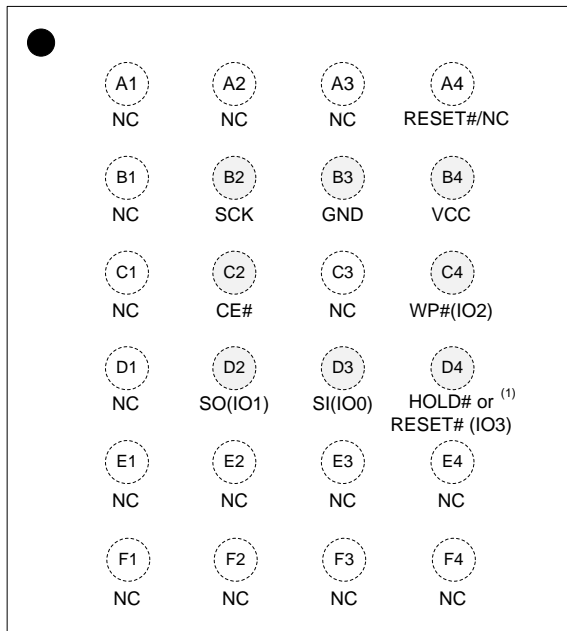 A1 A2 A3 A4
NC NC NC RESET#/NC
B1 B2 B3 B4
NC SCK GND VCC
C1 C2 C3 C4
NC CE# NC WP#(IO2)
D1 D2 D3 D4
NC SO(IO1) SI(IO0) HOLD# or (1)
RESET# (IO3)
E1 E2 E3 E4
NC NC NC NC
F1 F2 F3 F4
NC NC NC NC